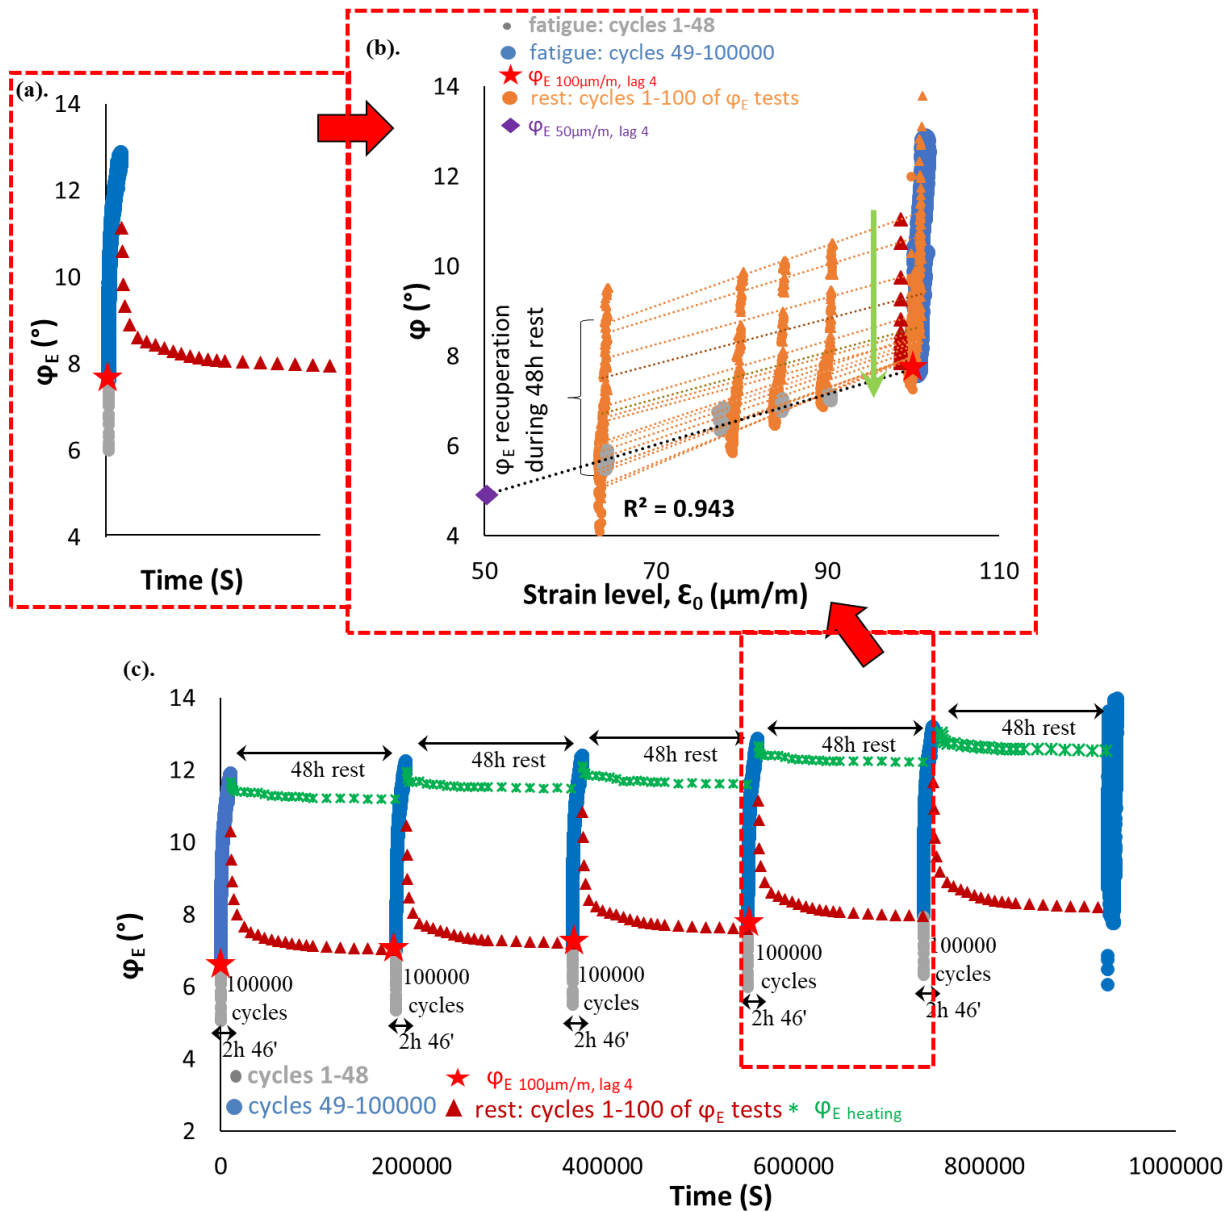 (a).
14
12
10
8
6
4
φE (°)
Time (S)
(b).
fatigue: cycles 1-48
fatigue: cycles 49-100000
φE 100µm/m, lag 4
rest: cycles 1-100 of φE tests
φE 50µm/m, lag 4
14
12
10
8
6
4
φ (°)
φE recuperation
during 48h rest
R² = 0.943
50
70
90
110
Strain level, Ɛ0 (µm/m)
(c).
14
12
10
8
6
4
2
φE (°)
48h rest
48h rest
48h rest
48h rest
48h rest
100000
cycles
2h 46'
100000
cycles
2h 46'
100000
cycles
2h 46'
100000
cycles
2h 46'
100000
cycles
2h 46'
cycles 1-48
φE 100µm/m, lag 4
cycles 49-100000
rest: cycles 1-100 of φE tests
φE heating
0
200000
400000
600000
800000
1000000
Time (S)